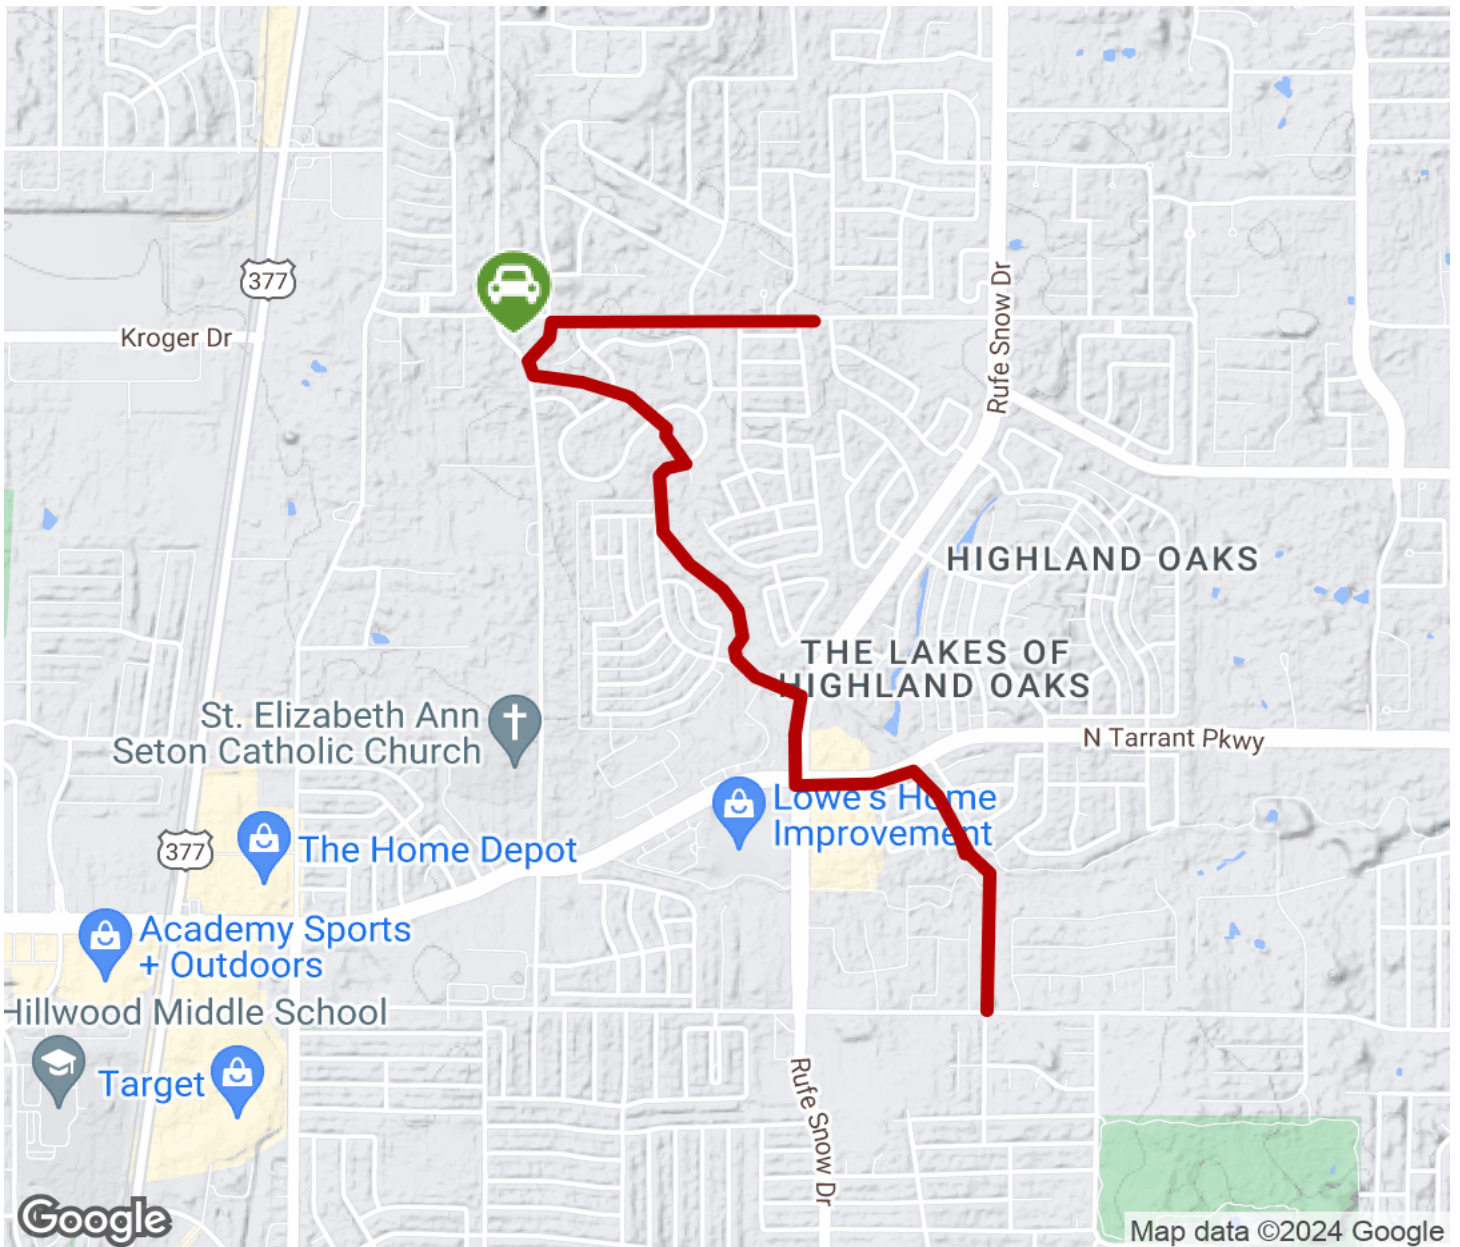 377
Kroger Dr
Rufe Snow Dr
HIGHLAND OAKS
THE LAKES OF
HIGHLAND OAKS
St. Elizabeth Ann
Seton Catholic Church
N Tarrant Pkwy
Lowe's Home
Improvement
377
The Home Depot
Academy Sports
+ Outdoors
Hillwood Middle School
Target
Rufe Snow Dr
Google
Map data ©2024 Google